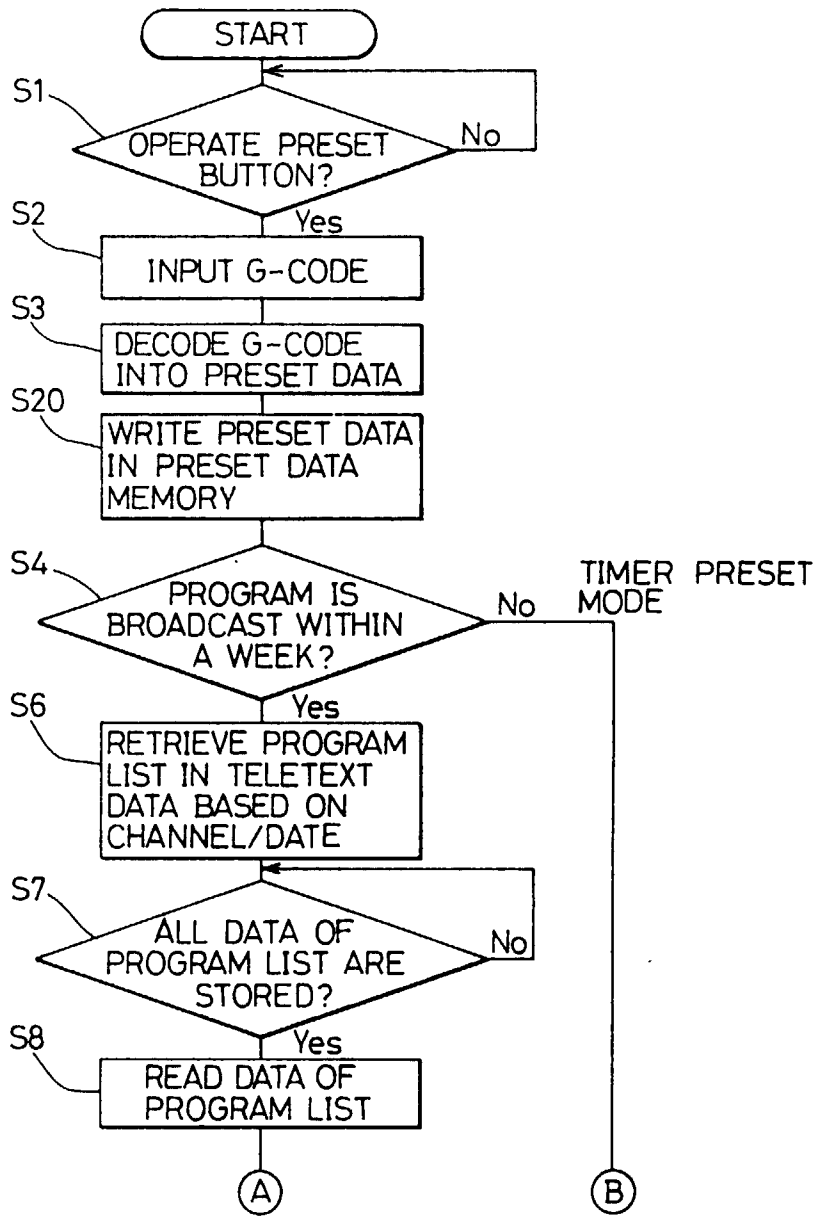 START
S1
OPERATE PRESET
BUTTON?
No
Yes
S2
INPUT G-CODE
S3
DECODE G-CODE
INTO PRESET DATA
S20
WRITE PRESET DATA
IN PRESET DATA
MEMORY
S4
PROGRAM IS
BROADCAST WITHIN
A WEEK?
No
TIMER PRESET
MODE
Yes
S6
RETRIEVE PROGRAM
LIST IN TELETEXT
DATA BASED ON
CHANNEL/DATE
S7
ALL DATA OF
PROGRAM LIST ARE
STORED?
No
Yes
S8
READ DATA OF
PROGRAM LIST
A
B